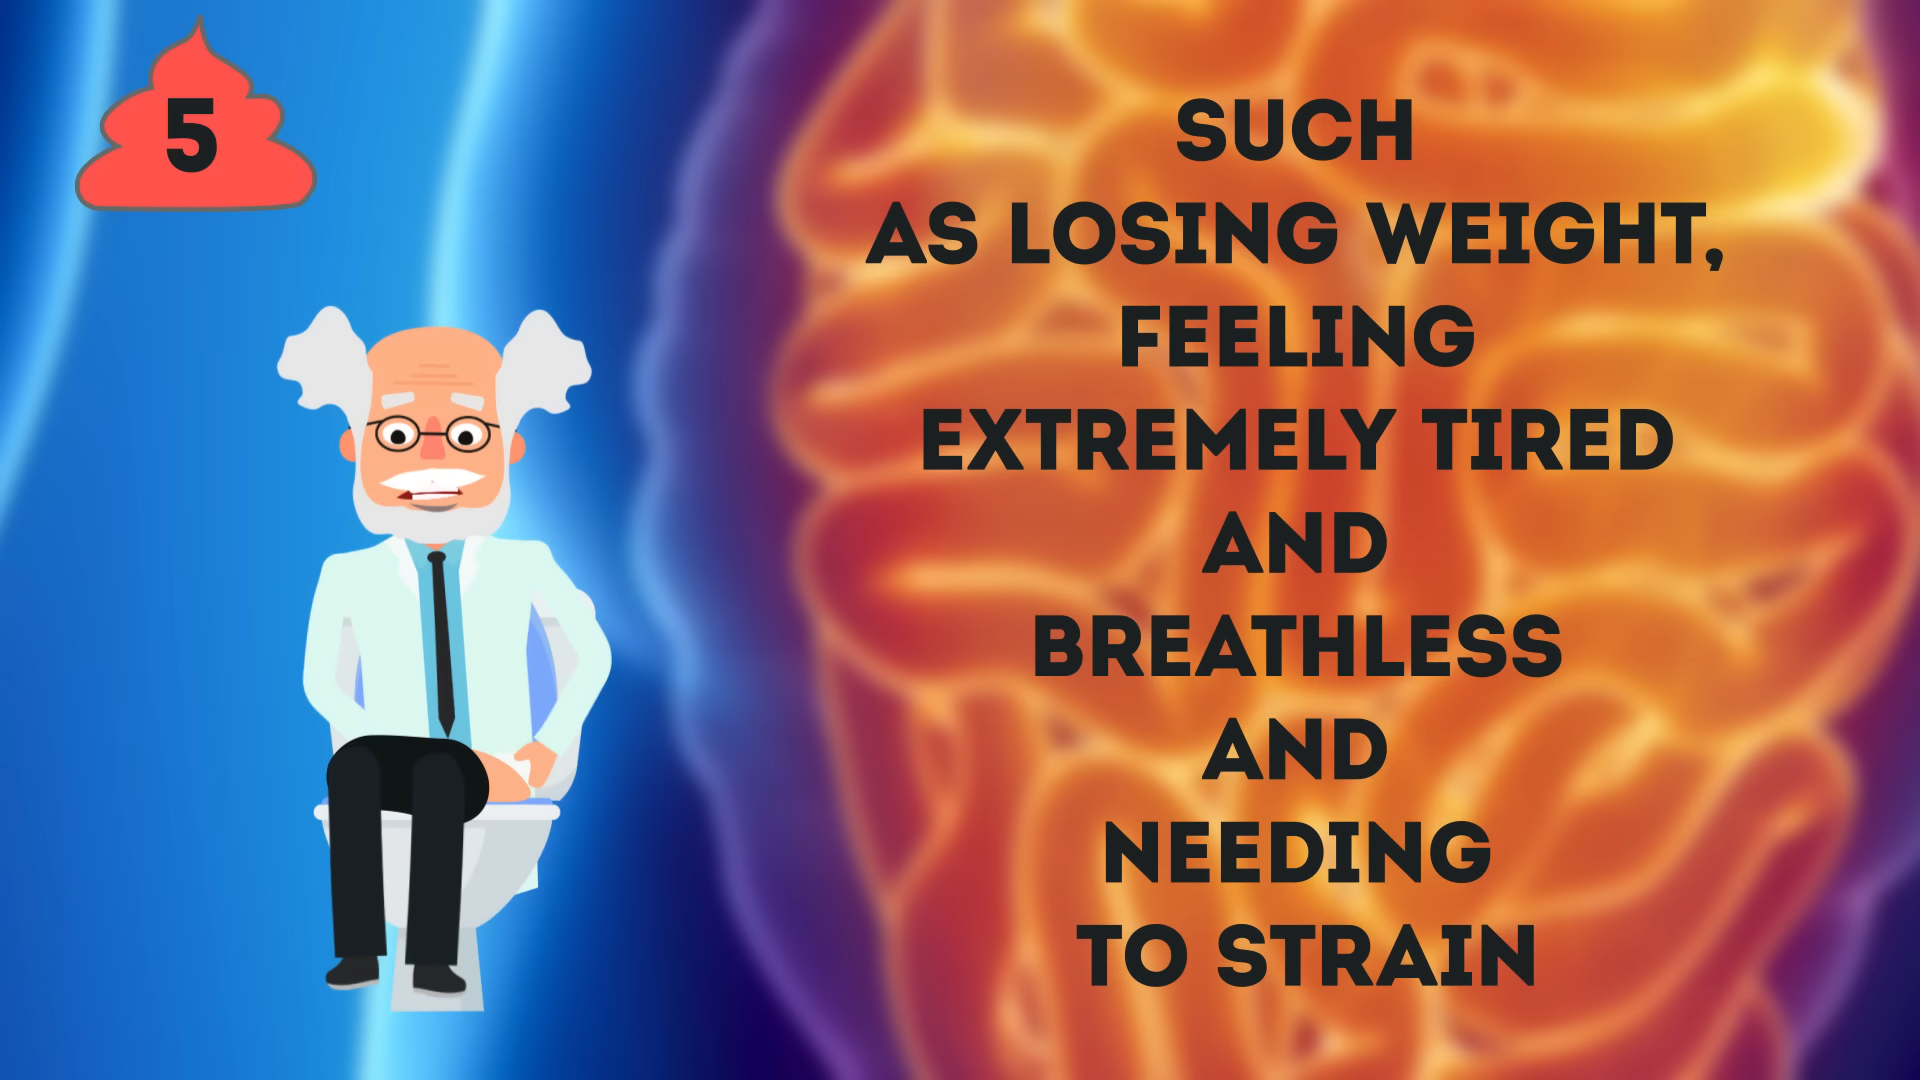 5
SUCH
AS LOSING WEIGHT,
FEELING
EXTREMELY TIRED
AND
BREATHLESS
AND
NEEDING
TO STRAIN